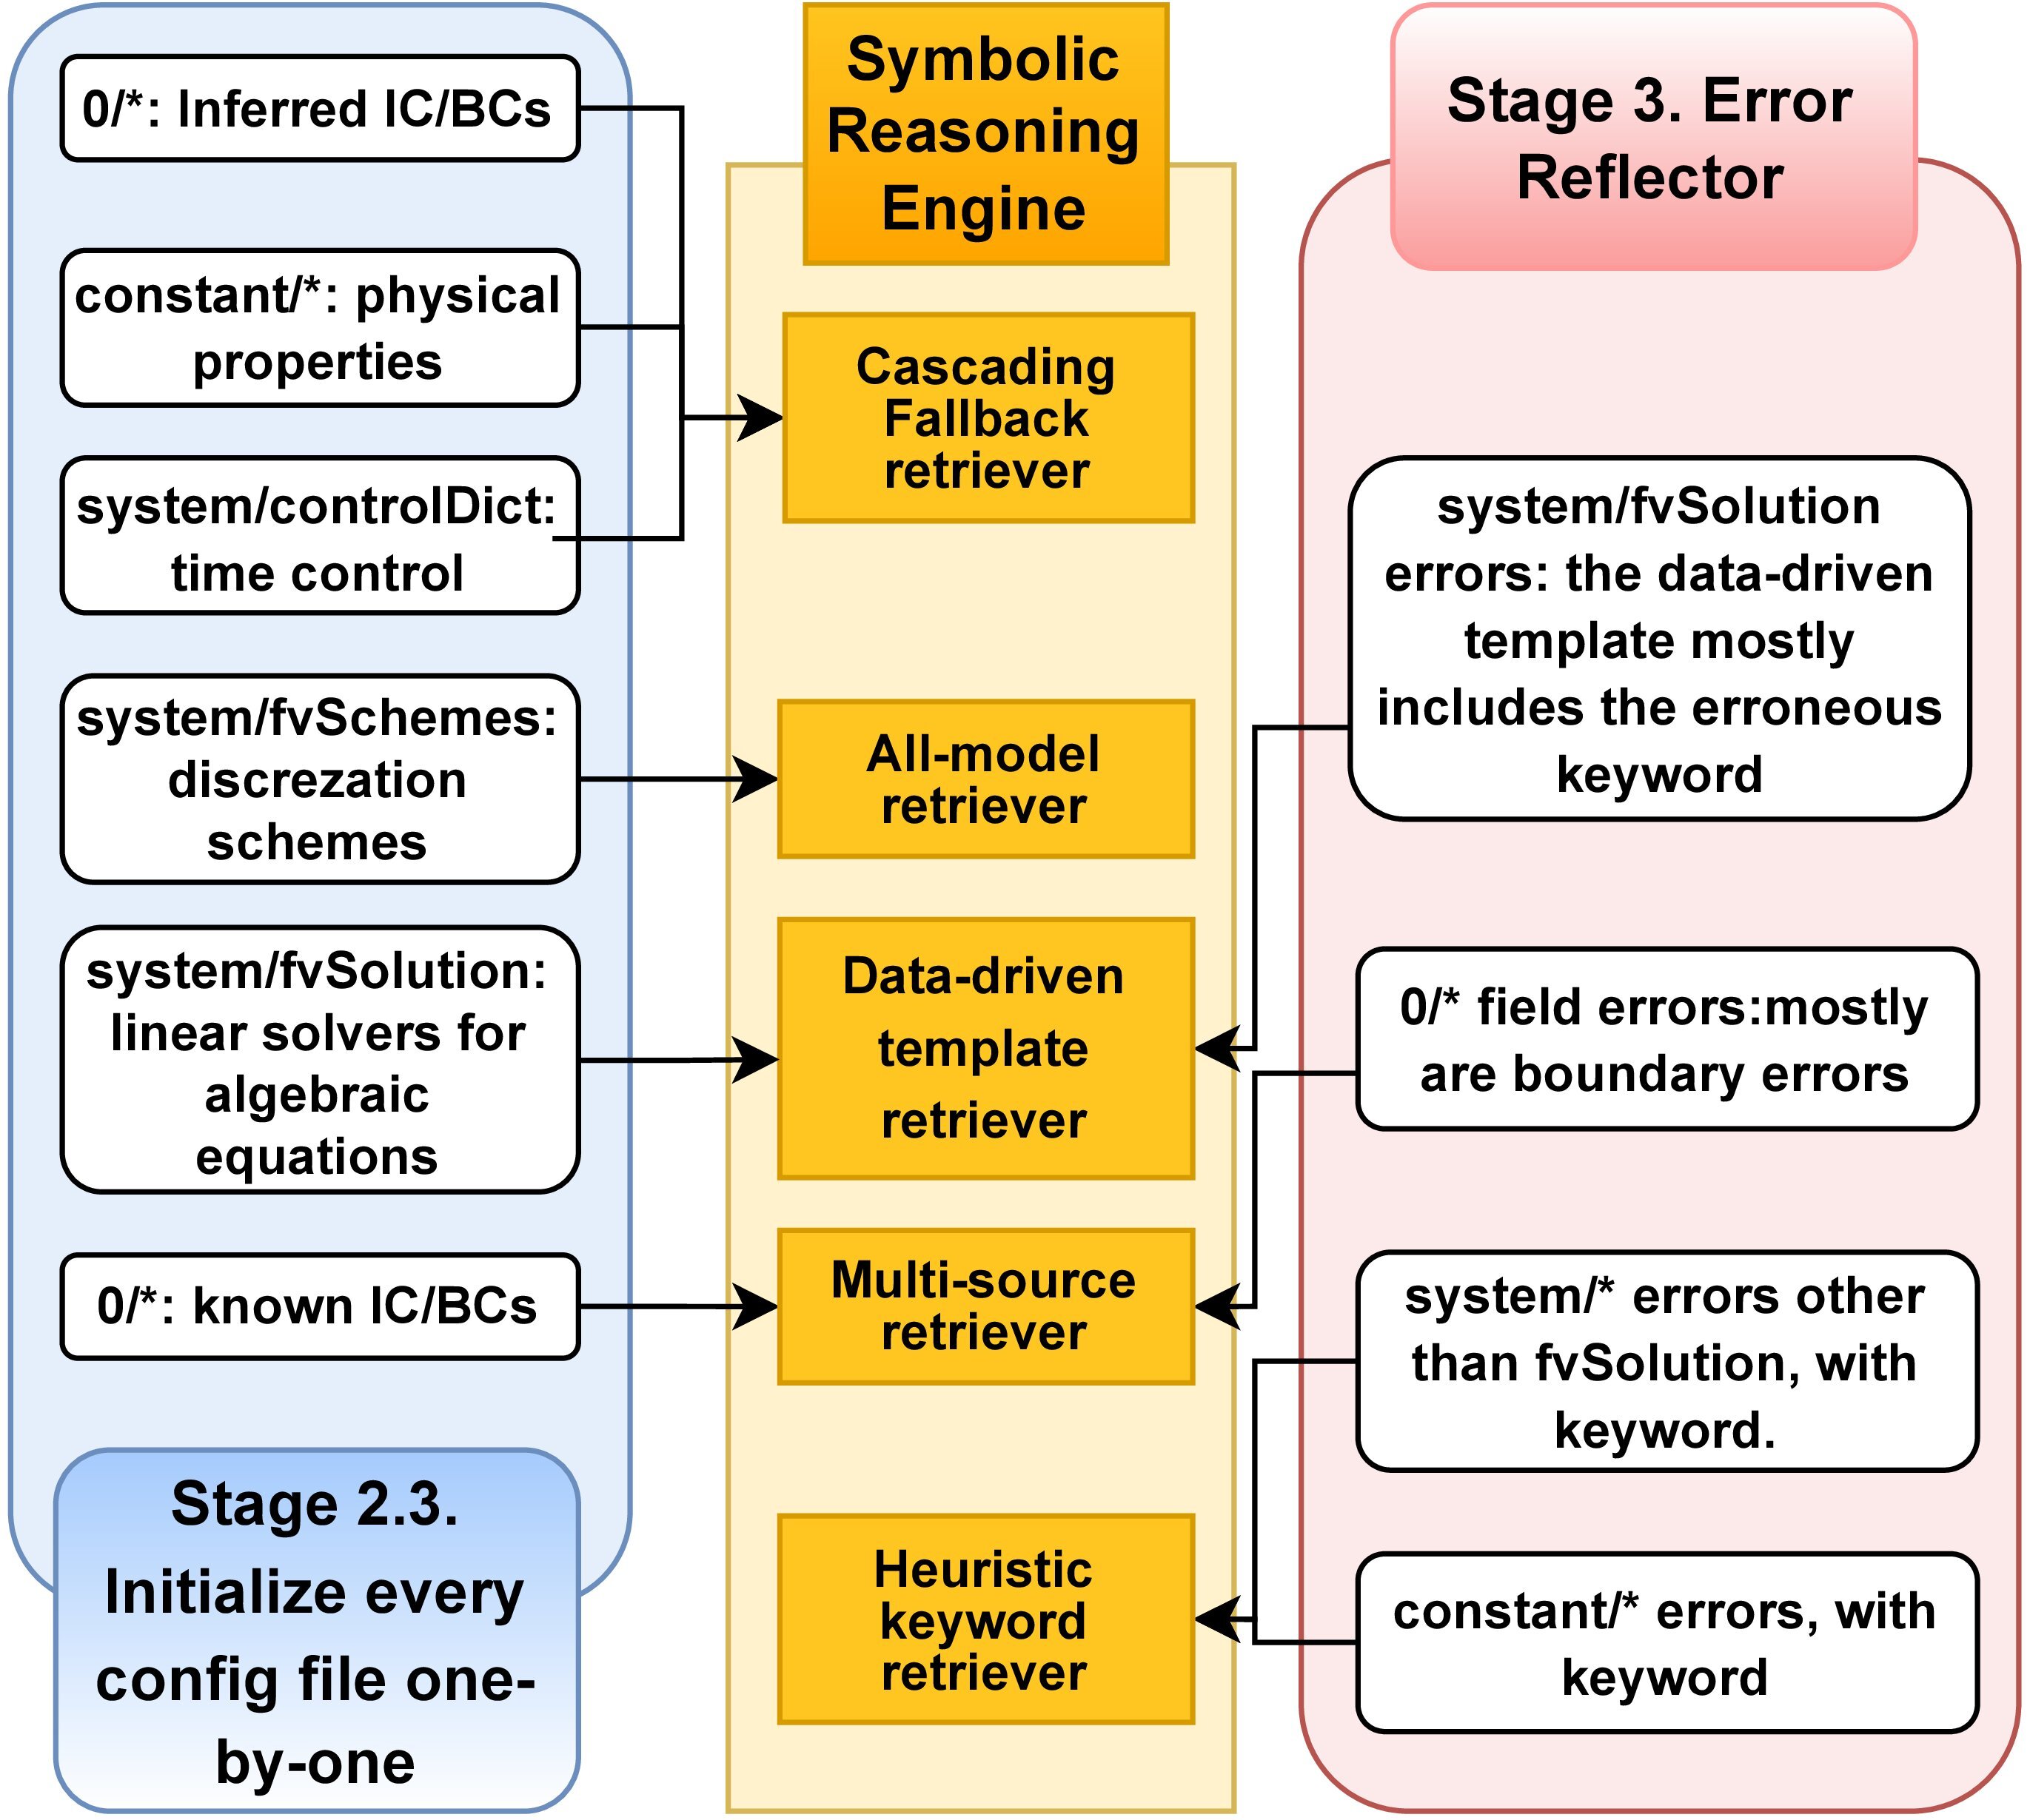 0/*: Inferred IC/BCs
constant/*: physical
properties
system/controlDict:
time control
system/fvSchemes:
discrezation
schemes
system/fvSolution:
linear solvers for
algebraic
equations
0/*: known IC/BCs
Stage 2.3.
Initialize every
config file one-
by-one
Symbolic
Reasoning
Engine
Cascading
Fallback
retriever
All-model
retriever
Data-driven
template
retriever
Multi-source
retriever
Heuristic
keyword
retriever
Stage 3. Error
Reflector
system/fvSolution
errors: the data-driven
template mostly
includes the erroneous
keyword
0/* field errors:mostly
are boundary errors
system/* errors other
than fvSolution, with
keyword.
constant/* errors, with
keyword